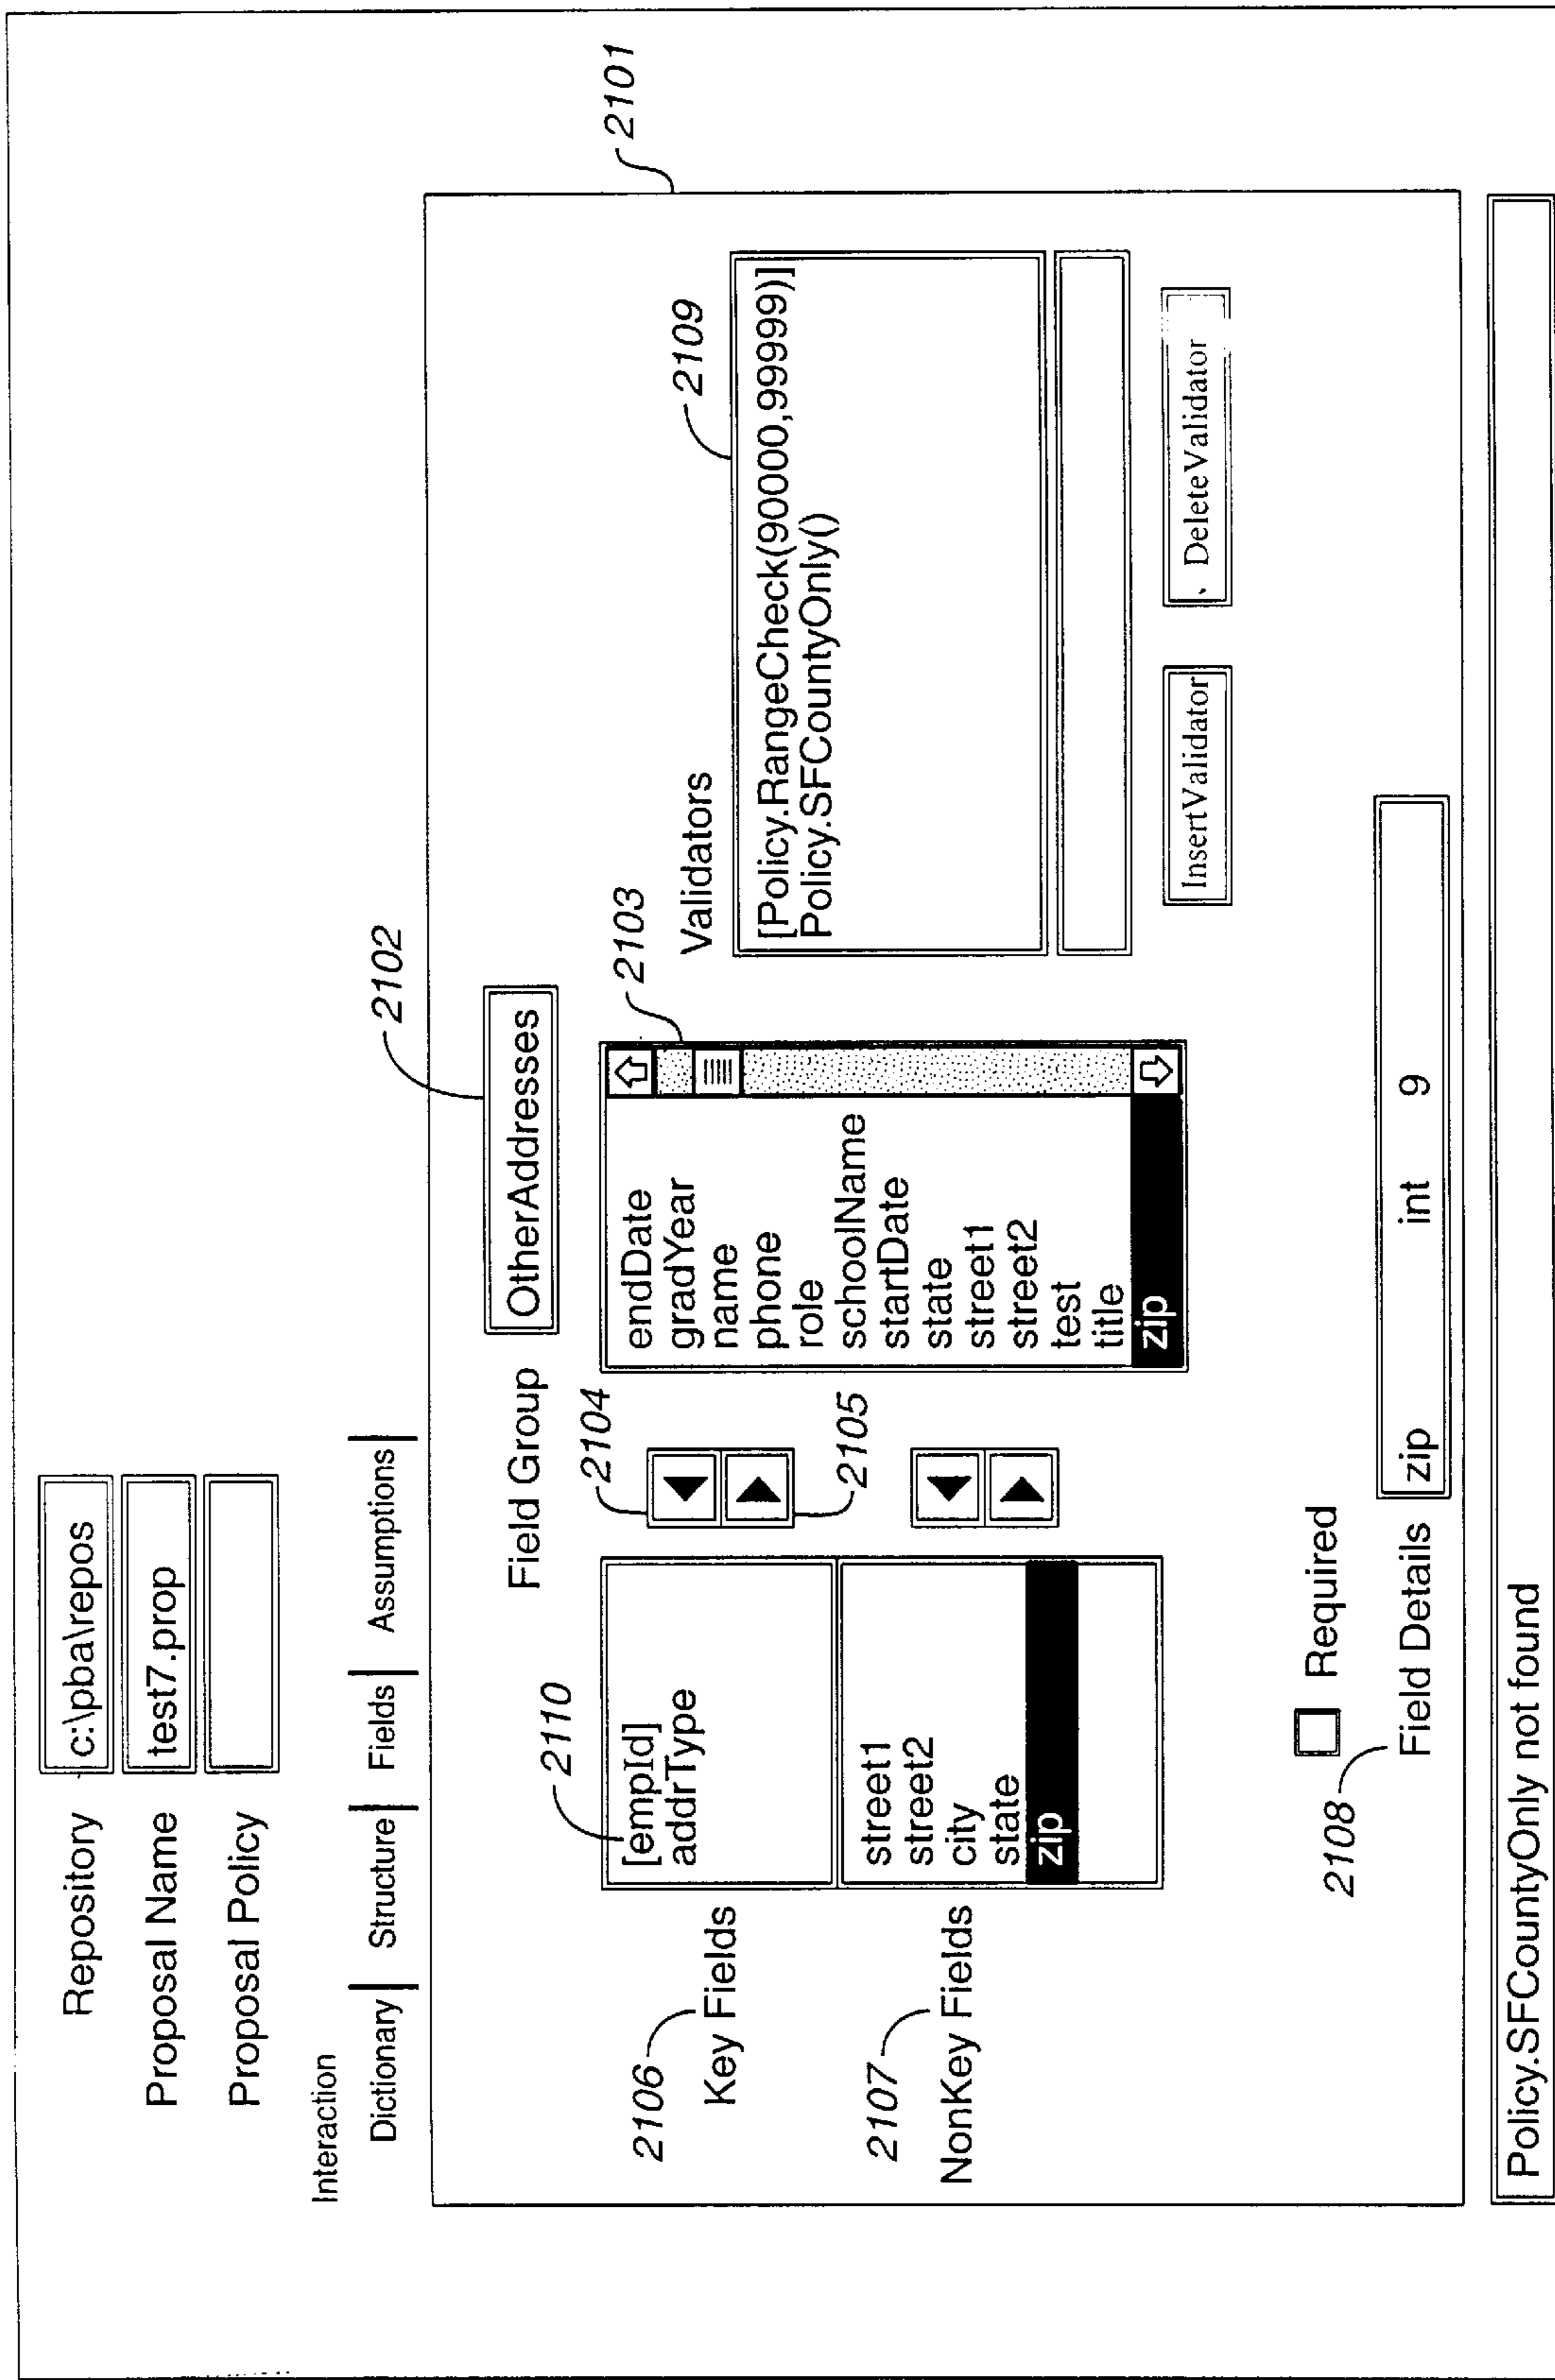 Repository c:\pba\repos
Proposal Name test7.prop
Proposal Policy
Interaction
Dictionary Structure Fields Assumptions
2101
2102
Field Group OtherAddresses
2110
2104
2103
2106
Key Fields
[empId]
addrType
2105
2107
NonKey Fields
street1
street2
city
state
zip
endDate
gradYear
name
phone
role
schoolName
startDate
state
street1
street2
test
title
zip
Validators
2109
[Policy.RangeCheck(90000,99999)]
Policy.SFCountyOnly()
InsertValidator DeleteValidator
Required
2108
Field Details zip int 9
Policy.SFCountyOnly not found